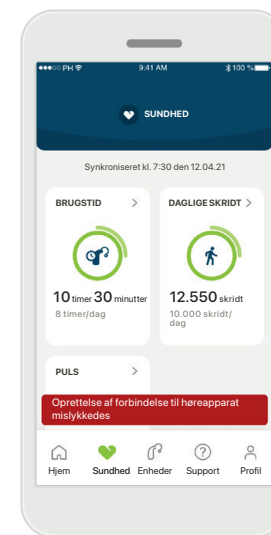 PH 9:41 AM 100 %
SUNDHED
Synkroniseret kl. 7:30 den 12.04.21
BRUGSTID > DAGLIGE SKRIDT >
10 timer 30 minutter 12.550 skridt
8 timer/dag 10.000 skridt/
dag
PULS >
Oprettelse af forbindelse til høreapparat
mislykkedes
Hjem Sundhed Enheder Support Profil